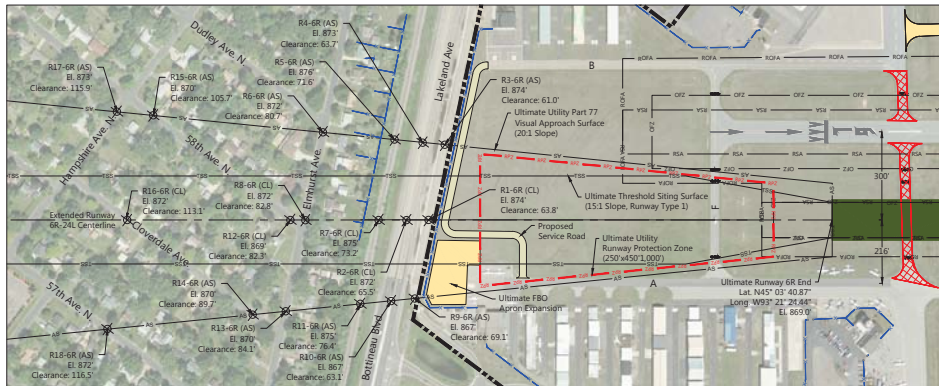 Dudley Ave. N.
R4-6R (AS)
El. 873'
Clearance: 63.7'
R5-6R (AS)
El. 876'
Clearance: 71.6'
R6-6R (AS)
El. 872'
Clearance: 80.7'
R17-6R (AS)
El. 873'
Clearance: 115.9'
R15-6R (AS)
El. 870'
Clearance: 105.7'
Lakeland Ave
R3-6R (AS)
El. 874'
Clearance: 61.0'
Ultimate Utility Part 77
Visual Approach Surface
(20:1 Slope)
B
ROFA
ROFA
ROFA
ROFA
OFZ
OFZ
RSA
RSA
Hampshire Ave. N.
58th Ave. N.
Elmhurst Ave.
AS
TSS
TSS
TSS
TSS
TSS
Ultimate Threshold Siting Surface
(15:1 Slope, Runway Type 1)
300'
R16-6R (CL)
El. 872'
Clearance: 113.1'
R8-6R (CL)
El. 872'
Clearance: 82.8'
R1-6R (CL)
El. 874'
Clearance: 63.8'
Extended Runway
6R-24L Centerline
Cloverdale Ave.
R12-6R (CL)
El. 869'
Clearance: 82.3'
R7-6R (CL)
El. 875'
Clearance: 73.2'
R2-6R (CL)
El. 872'
Clearance: 65.5'
Proposed
Service Road
F
Ultimate Utility
Runway Protection Zone
(250'x450'1,000')
216'
57th Ave. N.
R14-6R (AS)
El. 870'
Clearance: 89.7'
R13-6R (AS)
El. 870'
Clearance: 84.1'
R11-6R (AS)
El. 875'
Clearance: 76.4'
R10-6R (AS)
El. 867'
Clearance: 63.1'
R9-6R (AS)
El. 867'
Clearance: 69.1'
R18-6R (AS)
El. 872'
Clearance: 116.5'
Bottineau Blvd
Ultimate FBO
Apron Expansion
A
Ultimate Runway 6R End
Lat. N45° 03' 40.87"
Long. W93° 21' 24.44"
El. 869.0'